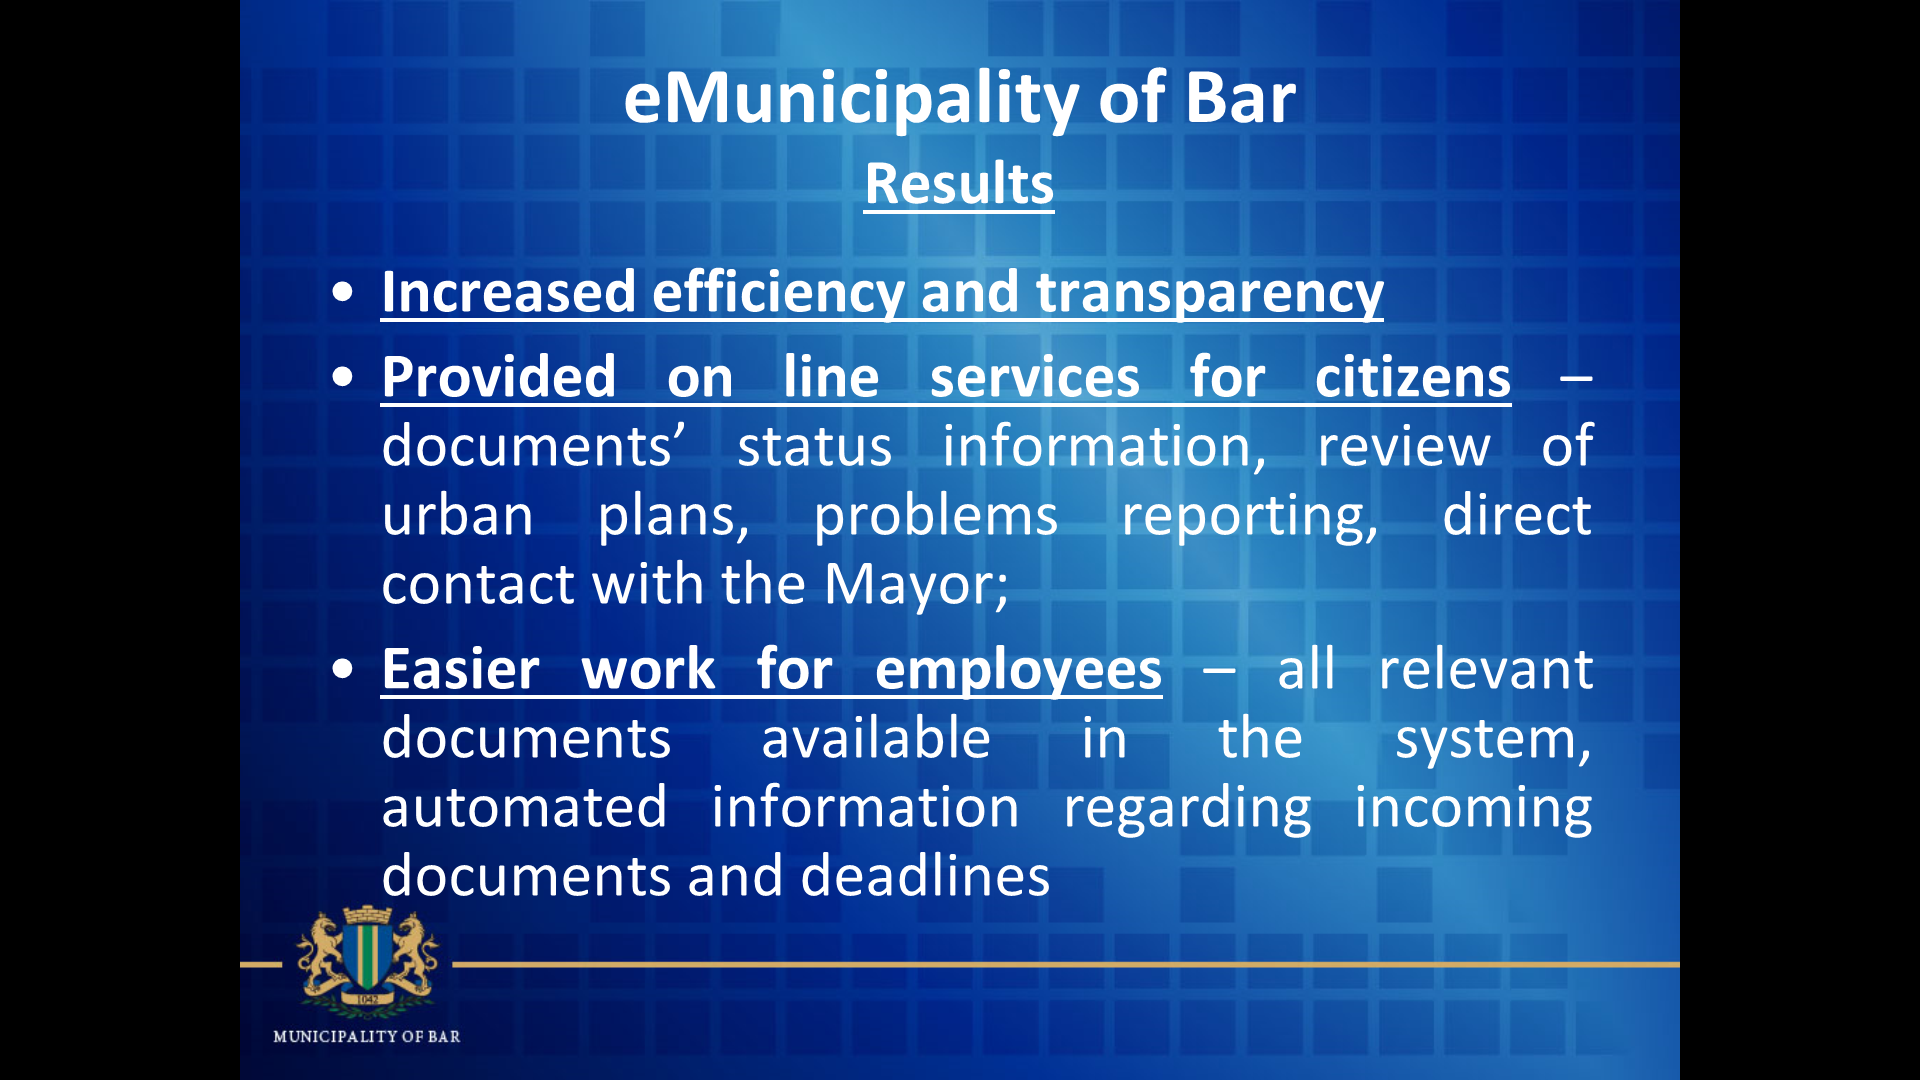 eMunicipality of Bar
Results
• Increased efficiency and transparency
• Provided on line services for citizens –
documents’ status information, review of
urban plans, problems reporting, direct
contact with the Mayor;
• Easier work for employees – all relevant
documents available in the system,
automated information regarding incoming
documents and deadlines
1042
MUNICIPALITY OF BAR